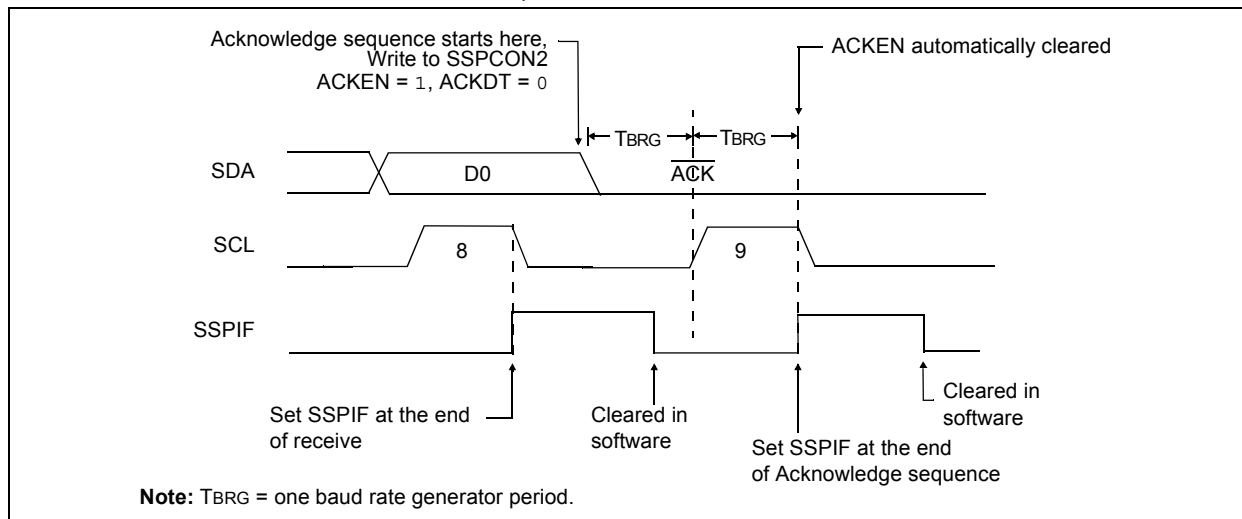 Acknowledge sequence starts here,
Write to SSPCON2
ACKEN = 1, ACKDT = 0
ACKEN automatically cleared
TBRG
TBRG
SDA
D0
ACK
SCL
8
9
SSPIF
Set SSPIF at the end
of receive
Cleared in
software
Set SSPIF at the end
of Acknowledge sequence
Cleared in
software
Note: TBRG = one baud rate generator period.